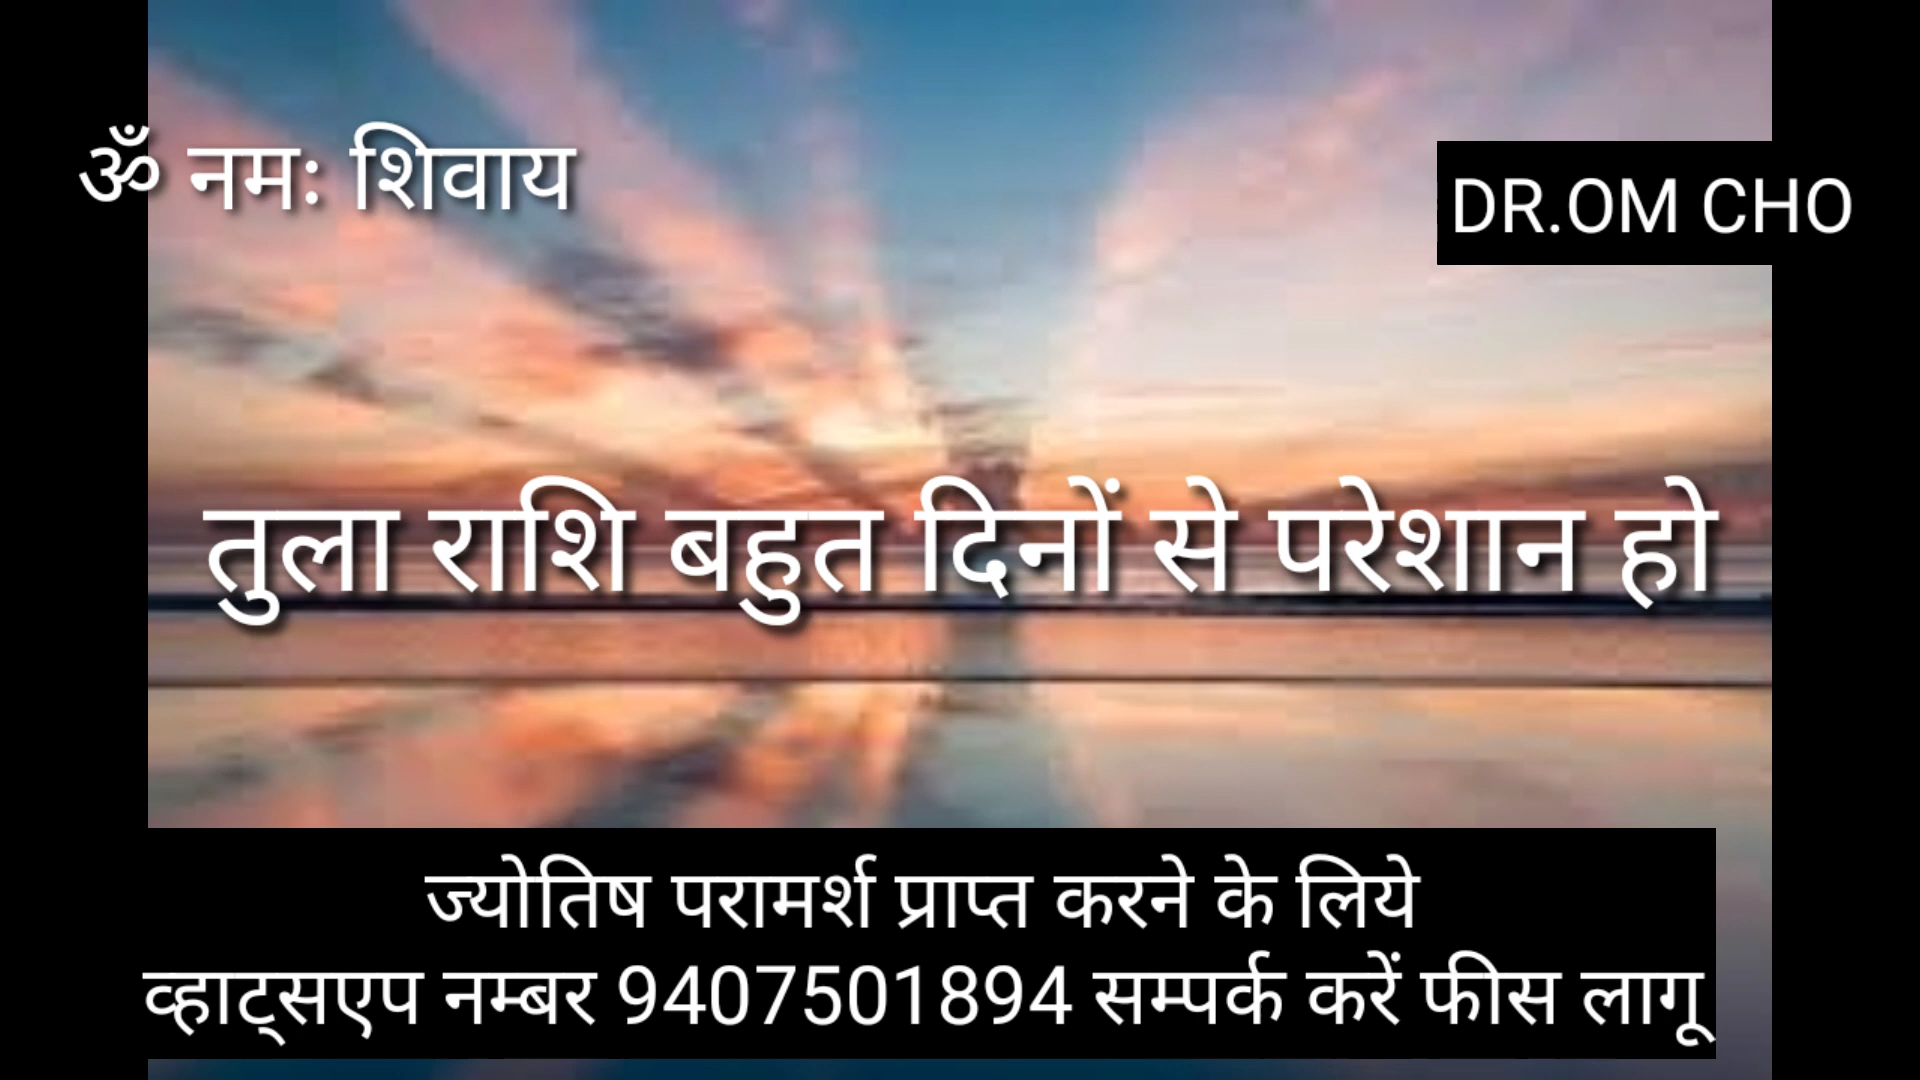 ॐ नमः शिवाय
DR.OM CHO
तुला राशि बहुत दिनों से परेशान हो
ज्योतिष परामर्श प्राप्त करने के लिये
व्हाट्सएप नम्बर 9407501894 सम्पर्क करें फीस लागू